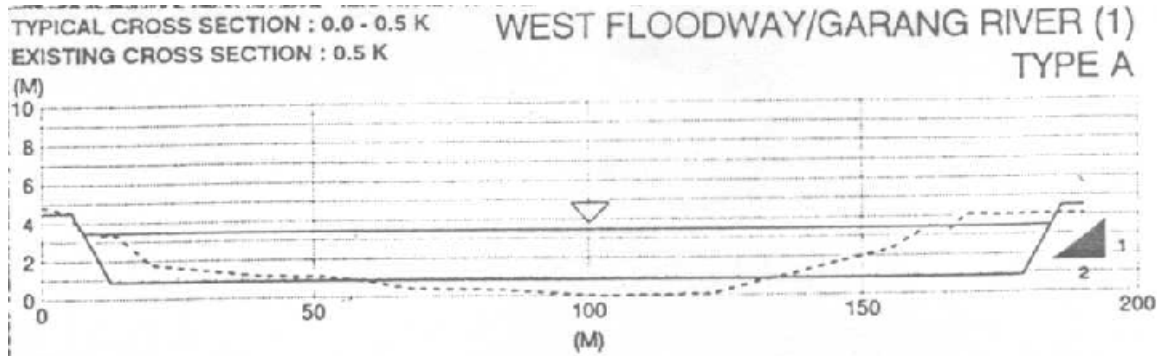 TYPICAL CROSS SECTION : 0.0 - 0.5 K
WEST FLOODWAY/GARANG RIVER (1)
EXISTING CROSS SECTION : 0.5 K
TYPE A
(M)
10
8
6
4
2
0
1
2
0
50
100
150
200
(M)